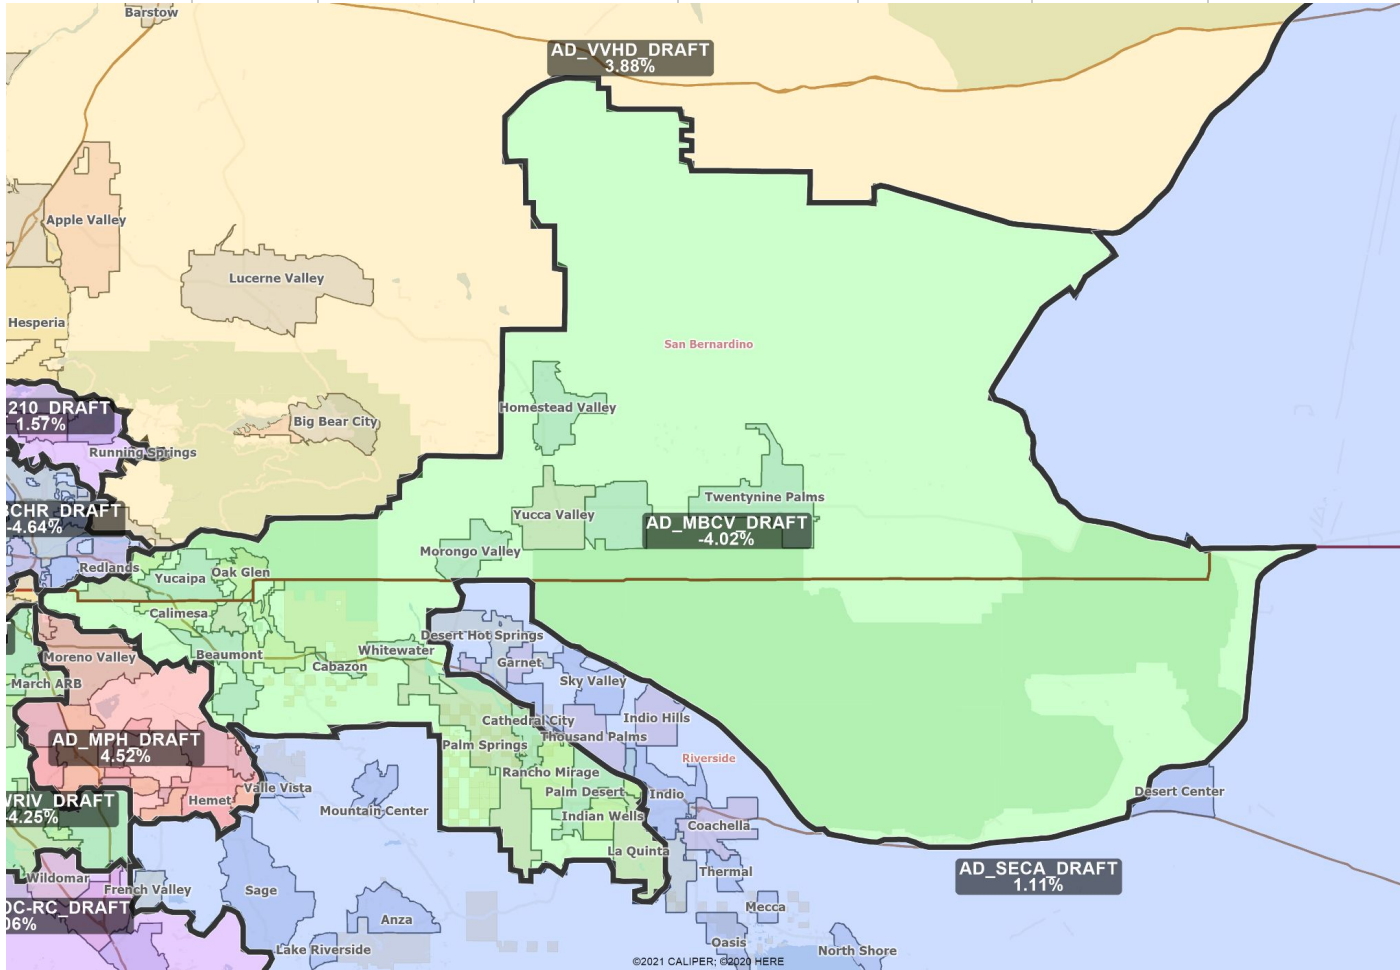 Barstow
AD_VVHD_DRAFT
3.88%
Apple Valley
Lucerne Valley
Hesperia
San Bernardino
_210_DRAFT
1.57%
Homestead Valley
Big Bear City
Running Springs
Twentynine Palms
Yucca Valley
BCHR_DRAFT
-4.64%
AD_MBCV_DRAFT
-4.02%
Morongo Valley
Redlands
Yucaipa
Oak Glen
Calimesa
Desert Hot Springs
Whitewater
Beaumont
Moreno Valley
Garnet
Cabazon
March ARB
Sky Valley
Indio Hills
Cathedral City
Thousand Palms
AD_MPH_DRAFT
4.52%
Palm Springs
Riverside
Rancho Mirage
Valle Vista
Palm Desert
Indio
Desert Center
Hemet
Mountain Center
WRIV_DRAFT
-4.25%
Indian Wells
Coachella
La Quinta
Thermal
AD_SECA_DRAFT
1.11%
Wildomar
French Valley
Sage
OC-RC_DRAFT
06%
Mecca
Anza
Oasis
Lake Riverside
North Shore
©2021 CALIPER; ©2020 HERE